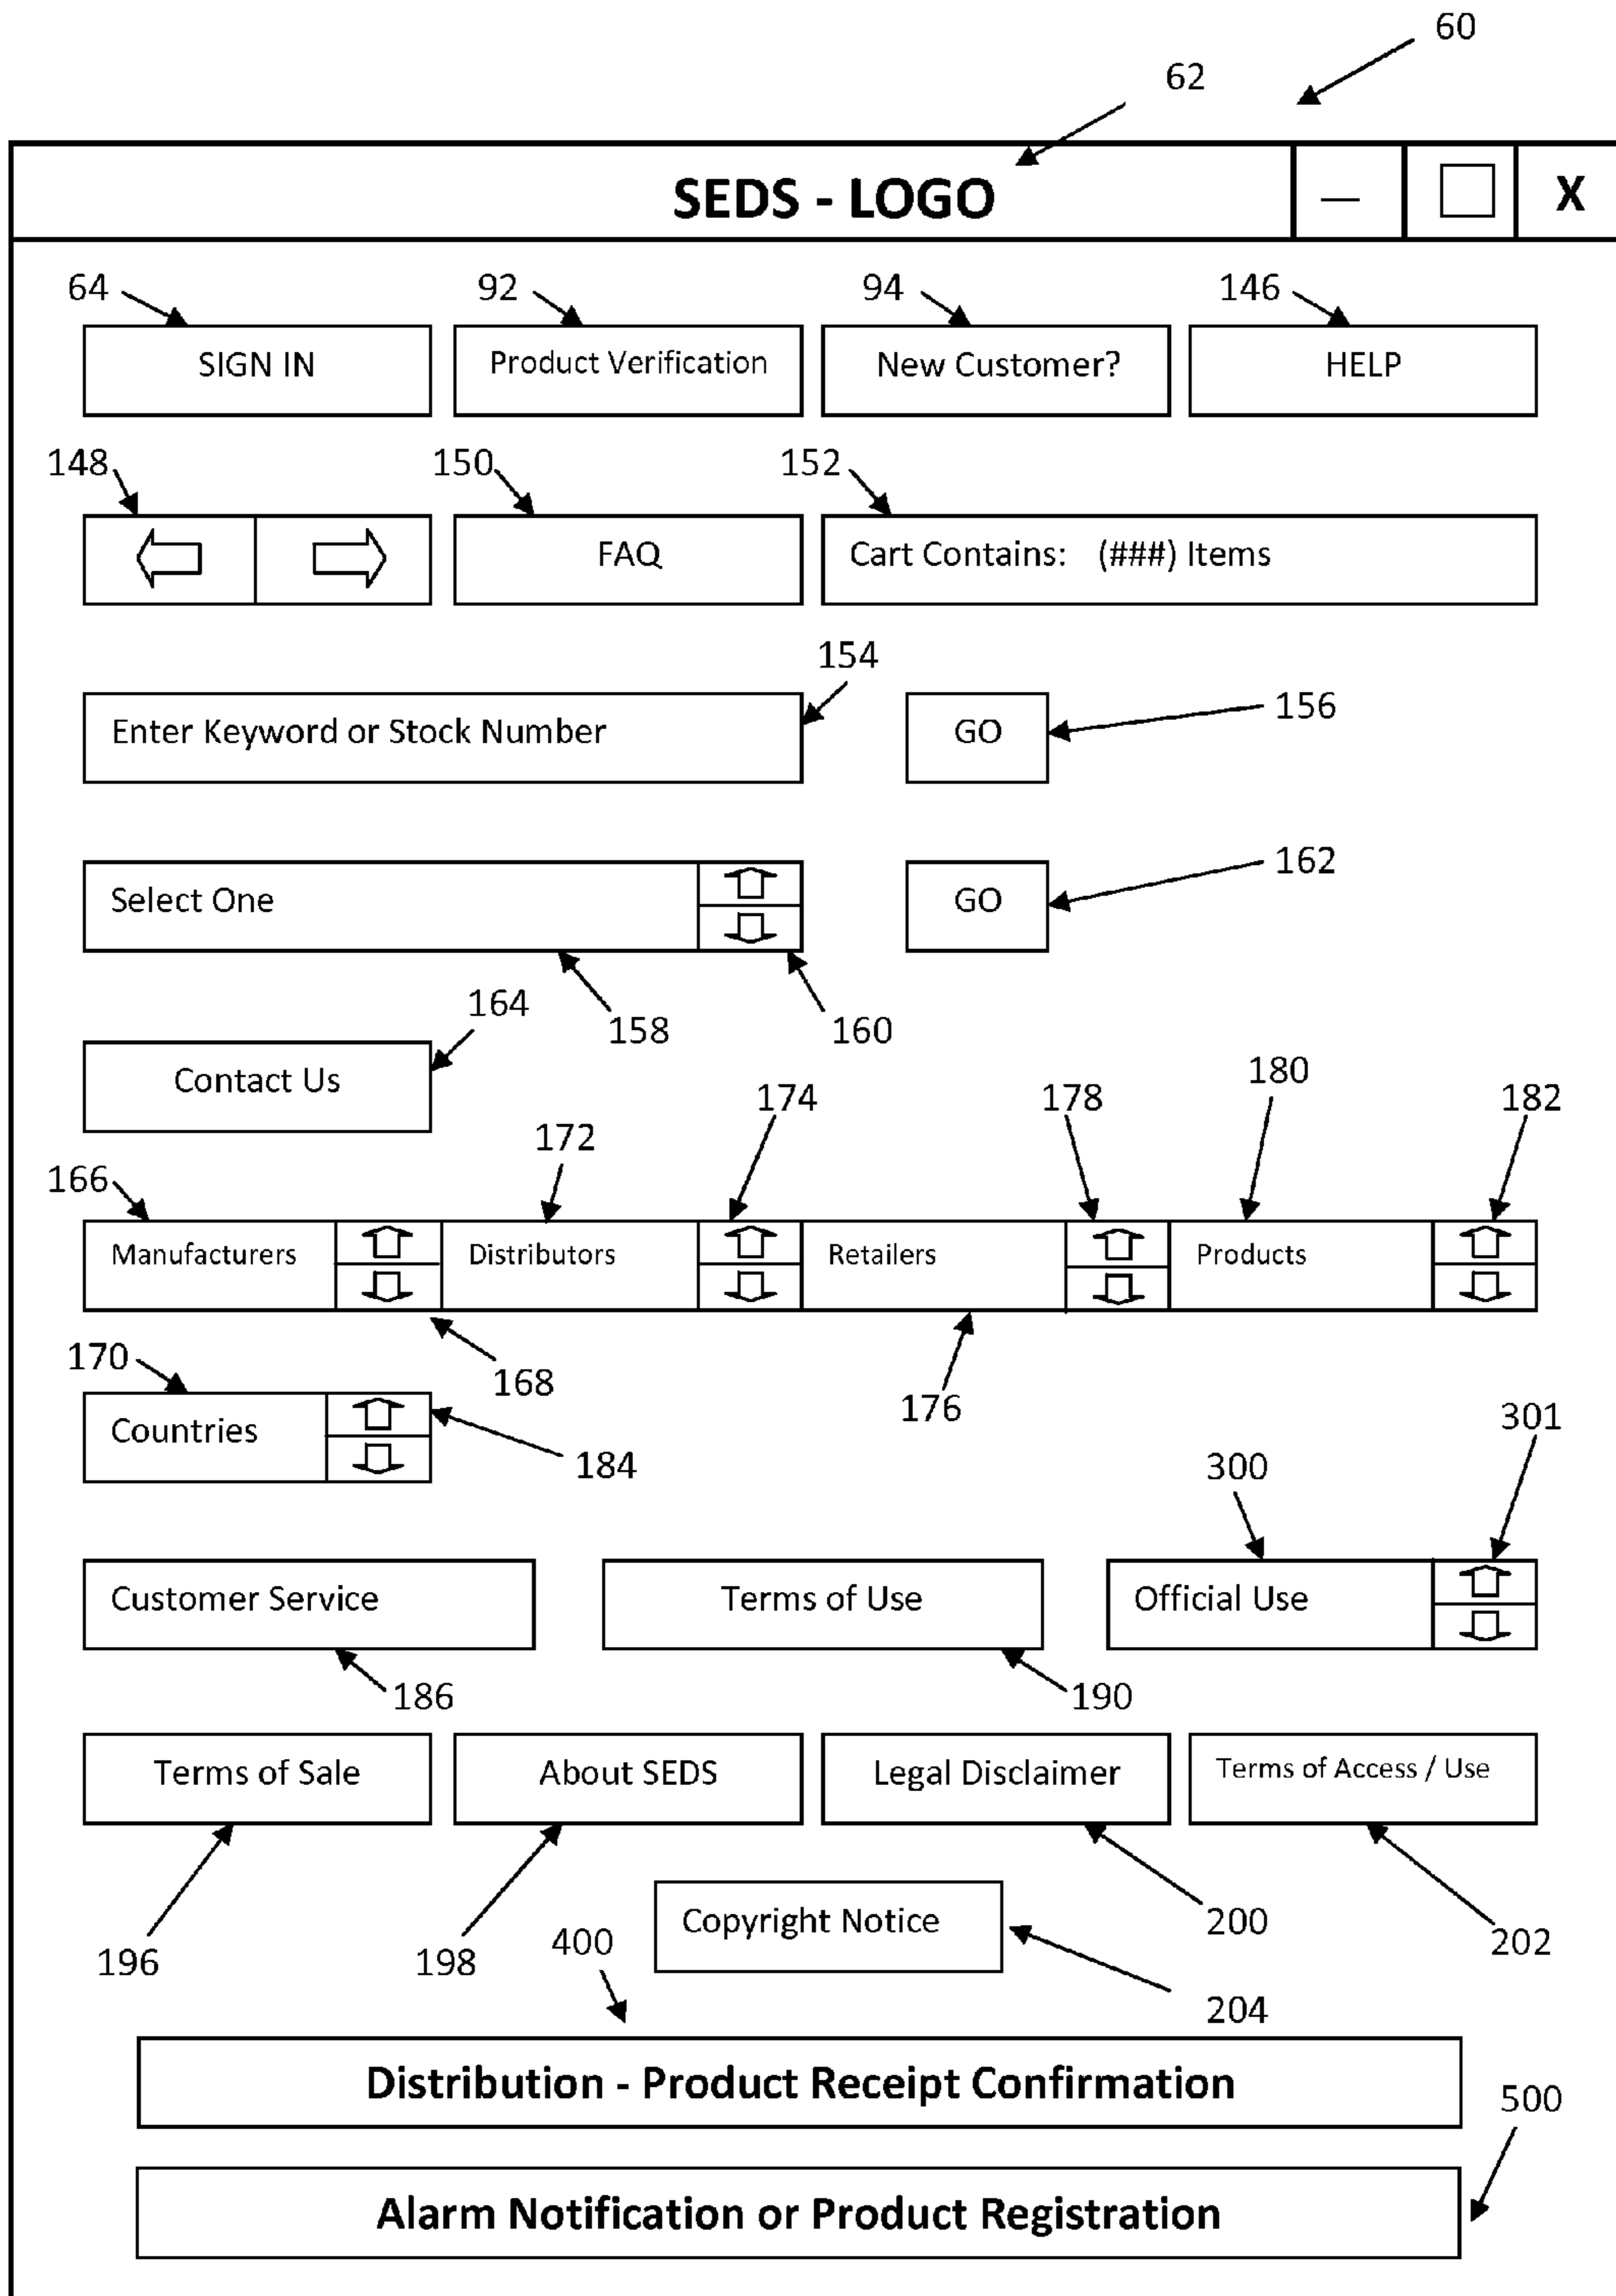 60
62
SEDS - LOGO — X
64 92 94 146
SIGN IN Product Verification New Customer? HELP
148 150 152
FAQ Cart Contains: (###) Items
154
Enter Keyword or Stock Number GO 156
Select One GO 162
164 158 160
Contact Us
174 178 180 182
172
166
Manufacturers Distributors Retailers Products
170 168 176
Countries 184
300 301
Customer Service Terms of Use Official Use
186 190
Terms of Sale About SEDS Legal Disclaimer Terms of Access / Use
Copyright Notice
196 198 400 200 202
204
Distribution - Product Receipt Confirmation
500
Alarm Notification or Product Registration